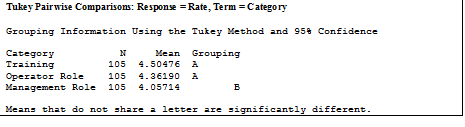 Tukey Pairwise Comparisons: Response = Rate, Term = Category
Grouping Information Using the Tukey Method and 95% Confidence
Category N Mean Grouping
Training 105 4.50476 A
Operator Role 105 4.36190 A
Management Role 105 4.05714 B
Means that do not share a letter are significantly different.